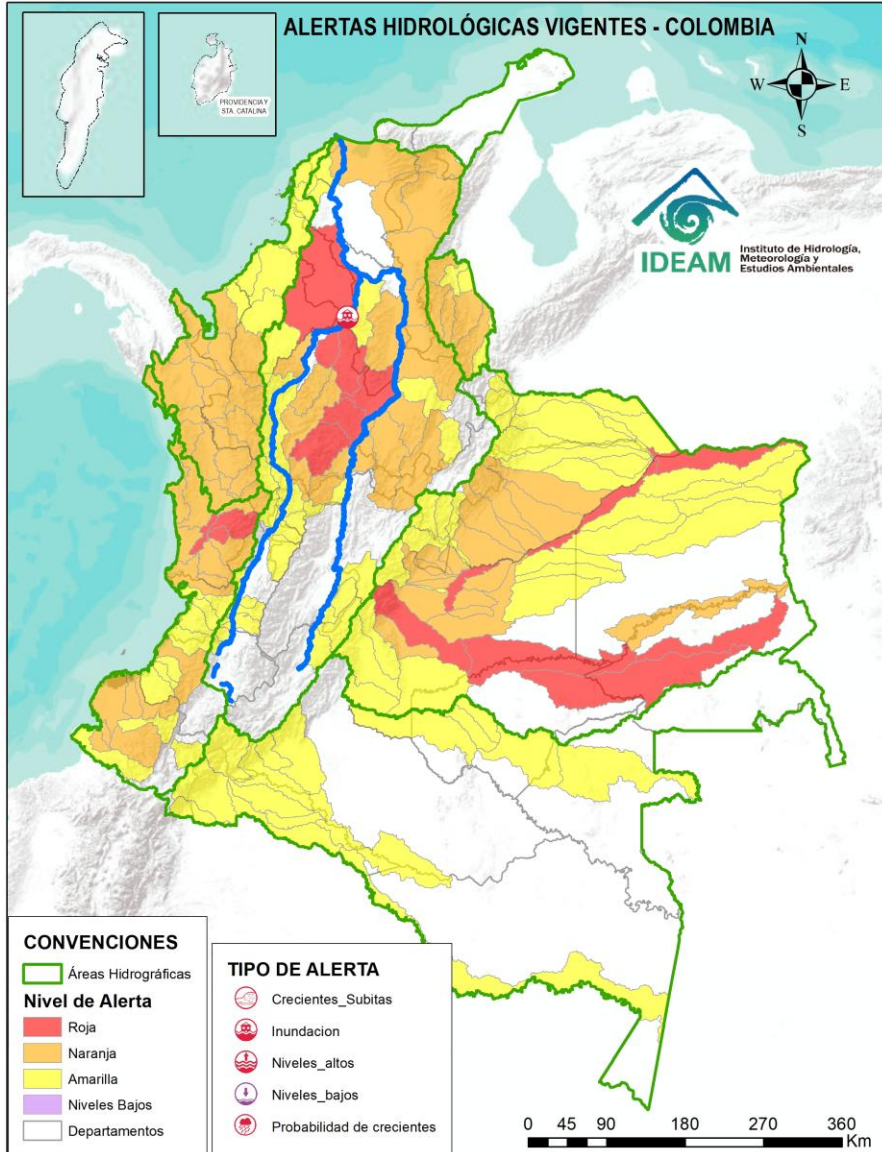 ALERTAS HIDROLÓGICAS VIGENTES - COLOMBIA
PROVIDENCIA Y
STA. CATALINA
N
W
E
S
IDEAM
Instituto de Hidrología,
Meteorología y
Estudios Ambientales
CONVENCIONES
Áreas Hidrográficas
Nivel de Alerta
Roja
Naranja
Amarilla
Niveles Bajos
Departamentos
TIPO DE ALERTA
Crecientes_Subitas
Inundacion
Niveles_altos
Niveles_bajos
Probabilidad de crecientes
0 45 90 180 270 360
Km